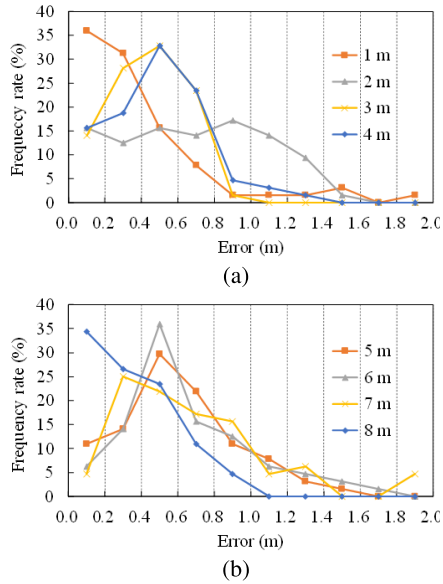 40
35
30
25
20
15
10
5
0
Frequeccy rate (%)
1 m
2 m
3 m
4 m
0.0 0.2 0.4 0.6 0.8 1.0 1.2 1.4 1.6 1.8 2.0
Error (m)
(a)
40
35
30
25
20
15
10
5
0
Frequency rate (%)
5 m
6 m
7 m
8 m
0.0 0.2 0.4 0.6 0.8 1.0 1.2 1.4 1.6 1.8 2.0
Error (m)
(b)